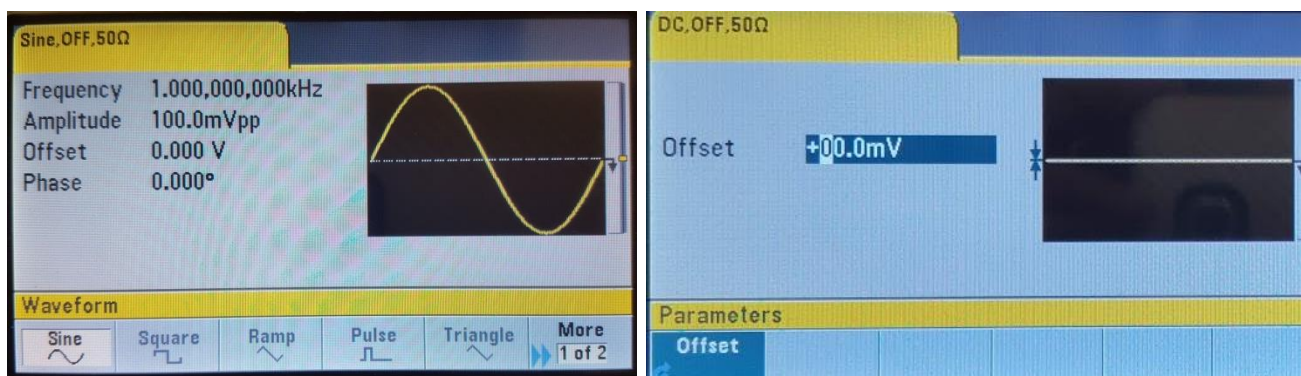 Sine,OFF,50Ω
Frequency 1.000,000,000kHz
Amplitude 100.0mVpp
Offset 0.000 V
Phase 0.000°
Waveform
Sine Square Ramp Pulse Triangle More
1 of 2
DC,OFF,50Ω
Offset +00.0mV
Parameters
Offset